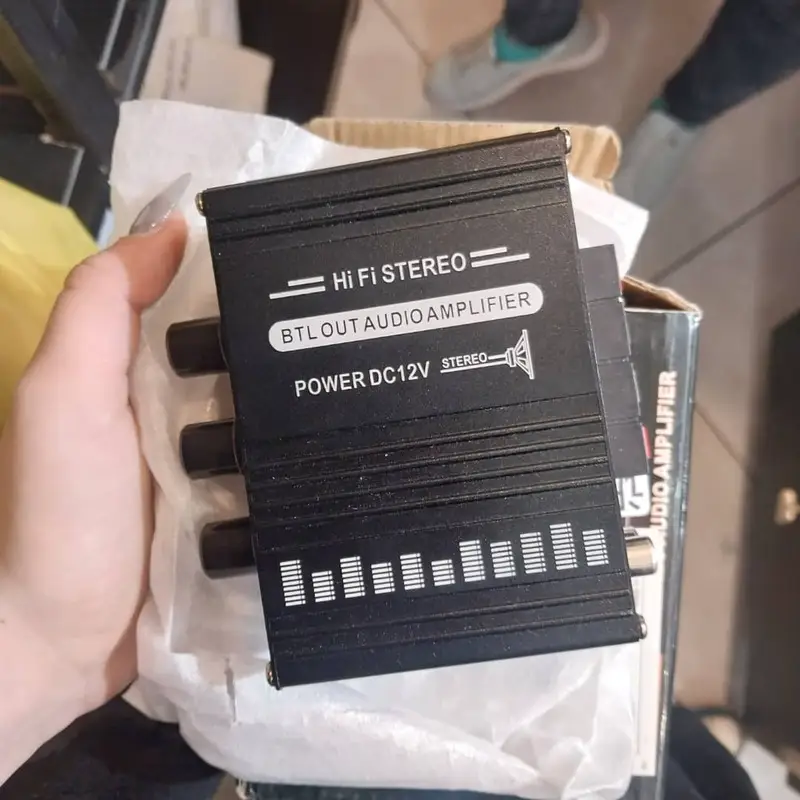 Hi Fi STEREO
BTL OUT AUDIO AMPLIFIER
POWER DC12V
STEREO
AUDIO AMPLIFIER